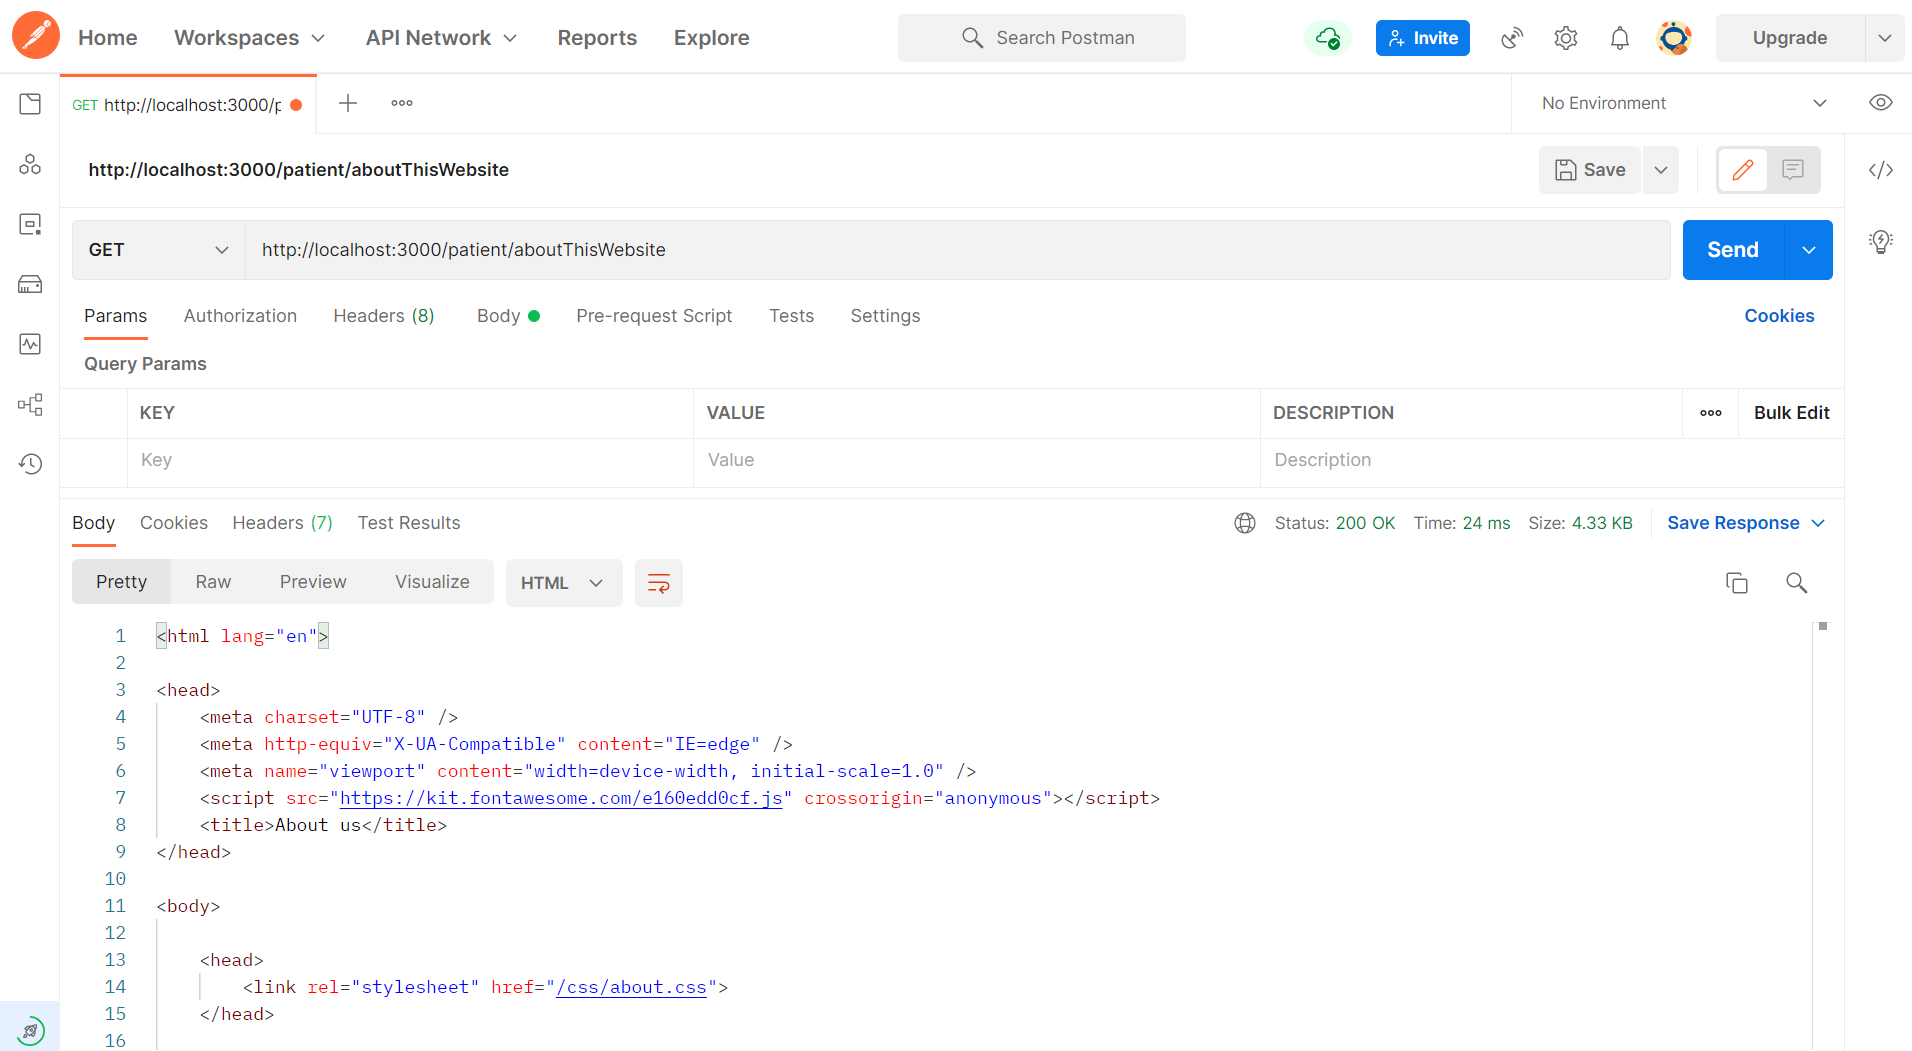 Home Workspaces API Network Reports Explore Search Postman Invite Upgrade
GET http://localhost:3000/p No Environment
http://localhost:3000/patient/aboutThisWebsite Save
GET http://localhost:3000/patient/aboutThisWebsite Send
Params Authorization Headers (8) Body Pre-request Script Tests Settings Cookies
Query Params
KEY VALUE DESCRIPTION Bulk Edit
Key Value Description
Body Cookies Headers (7) Test Results Status: 200 OK Time: 24 ms Size: 4.33 KB Save Response
Pretty Raw Preview Visualize HTML
1 <html lang="en">
2
3 <head>
4 <meta charset="UTF-8" />
5 <meta http-equiv="X-UA-Compatible" content="IE=edge" />
6 <meta name="viewport" content="width=device-width, initial-scale=1.0" />
7 <script src="https://kit.fontawesome.com/e160edd0cf.js" crossorigin="anonymous"></script>
8 <title>About us</title>
9 </head>
10
11 <body>
12
13 <head>
14 <link rel="stylesheet" href="/css/about.css">
15 </head>
16